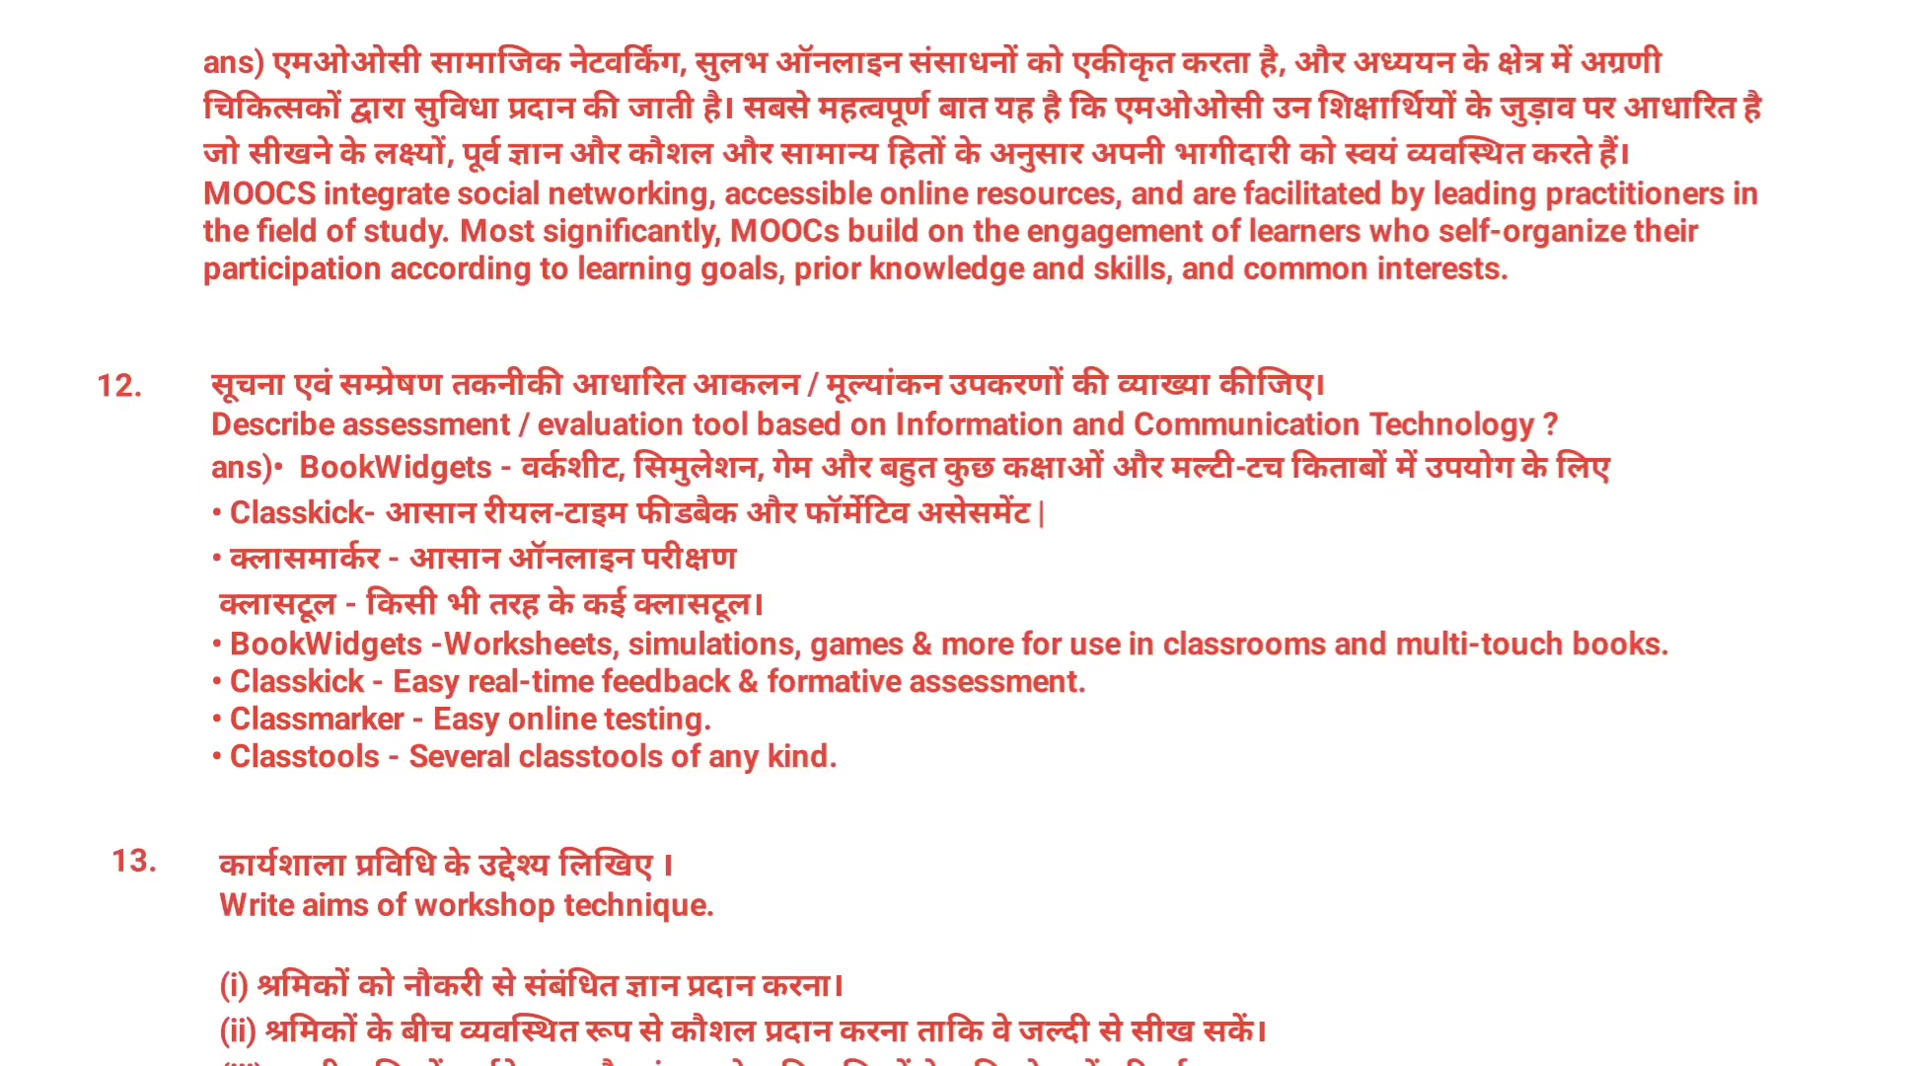 ans) एमओओसी सामाजिक नेटवर्किंग, सुलभ ऑनलाइन संसाधनों को एकीकृत करता है, और अध्ययन के क्षेत्र में अग्रणी
चिकित्सकों द्वारा सुविधा प्रदान की जाती है। सबसे महत्वपूर्ण बात यह है कि एमओओसी उन शिक्षार्थियों के जुड़ाव पर आधारित है
जो सीखने के लक्ष्यों, पूर्व ज्ञान और कौशल और सामान्य हितों के अनुसार अपनी भागीदारी को स्वयं व्यवस्थित करते हैं।
MOOCS integrate social networking, accessible online resources, and are facilitated by leading practitioners in
the field of study. Most significantly, MOOCs build on the engagement of learners who self-organize their
participation according to learning goals, prior knowledge and skills, and common interests.
12. सूचना एवं सम्प्रेषण तकनीकी आधारित आकलन / मूल्यांकन उपकरणों की व्याख्या कीजिए।
Describe assessment / evaluation tool based on Information and Communication Technology ?
ans)• BookWidgets - वर्कशीट, सिमुलेशन, गेम और बहुत कुछ कक्षाओं और मल्टी-टच किताबों में उपयोग के लिए
• Classkick- आसान रीयल-टाइम फीडबैक और फॉर्मेटिव असेसमेंट |
• क्लासमार्कर - आसान ऑनलाइन परीक्षण
क्लासटूल - किसी भी तरह के कई क्लासटूल।
• BookWidgets -Worksheets, simulations, games & more for use in classrooms and multi-touch books.
• Classkick - Easy real-time feedback & formative assessment.
• Classmarker - Easy online testing.
• Classtools - Several classtools of any kind.
13. कार्यशाला प्रविधि के उद्देश्य लिखिए ।
Write aims of workshop technique.
(i) श्रमिकों को नौकरी से संबंधित ज्ञान प्रदान करना।
(ii) श्रमिकों के बीच व्यवस्थित रूप से कौशल प्रदान करना ताकि वे जल्दी से सीख सकें।